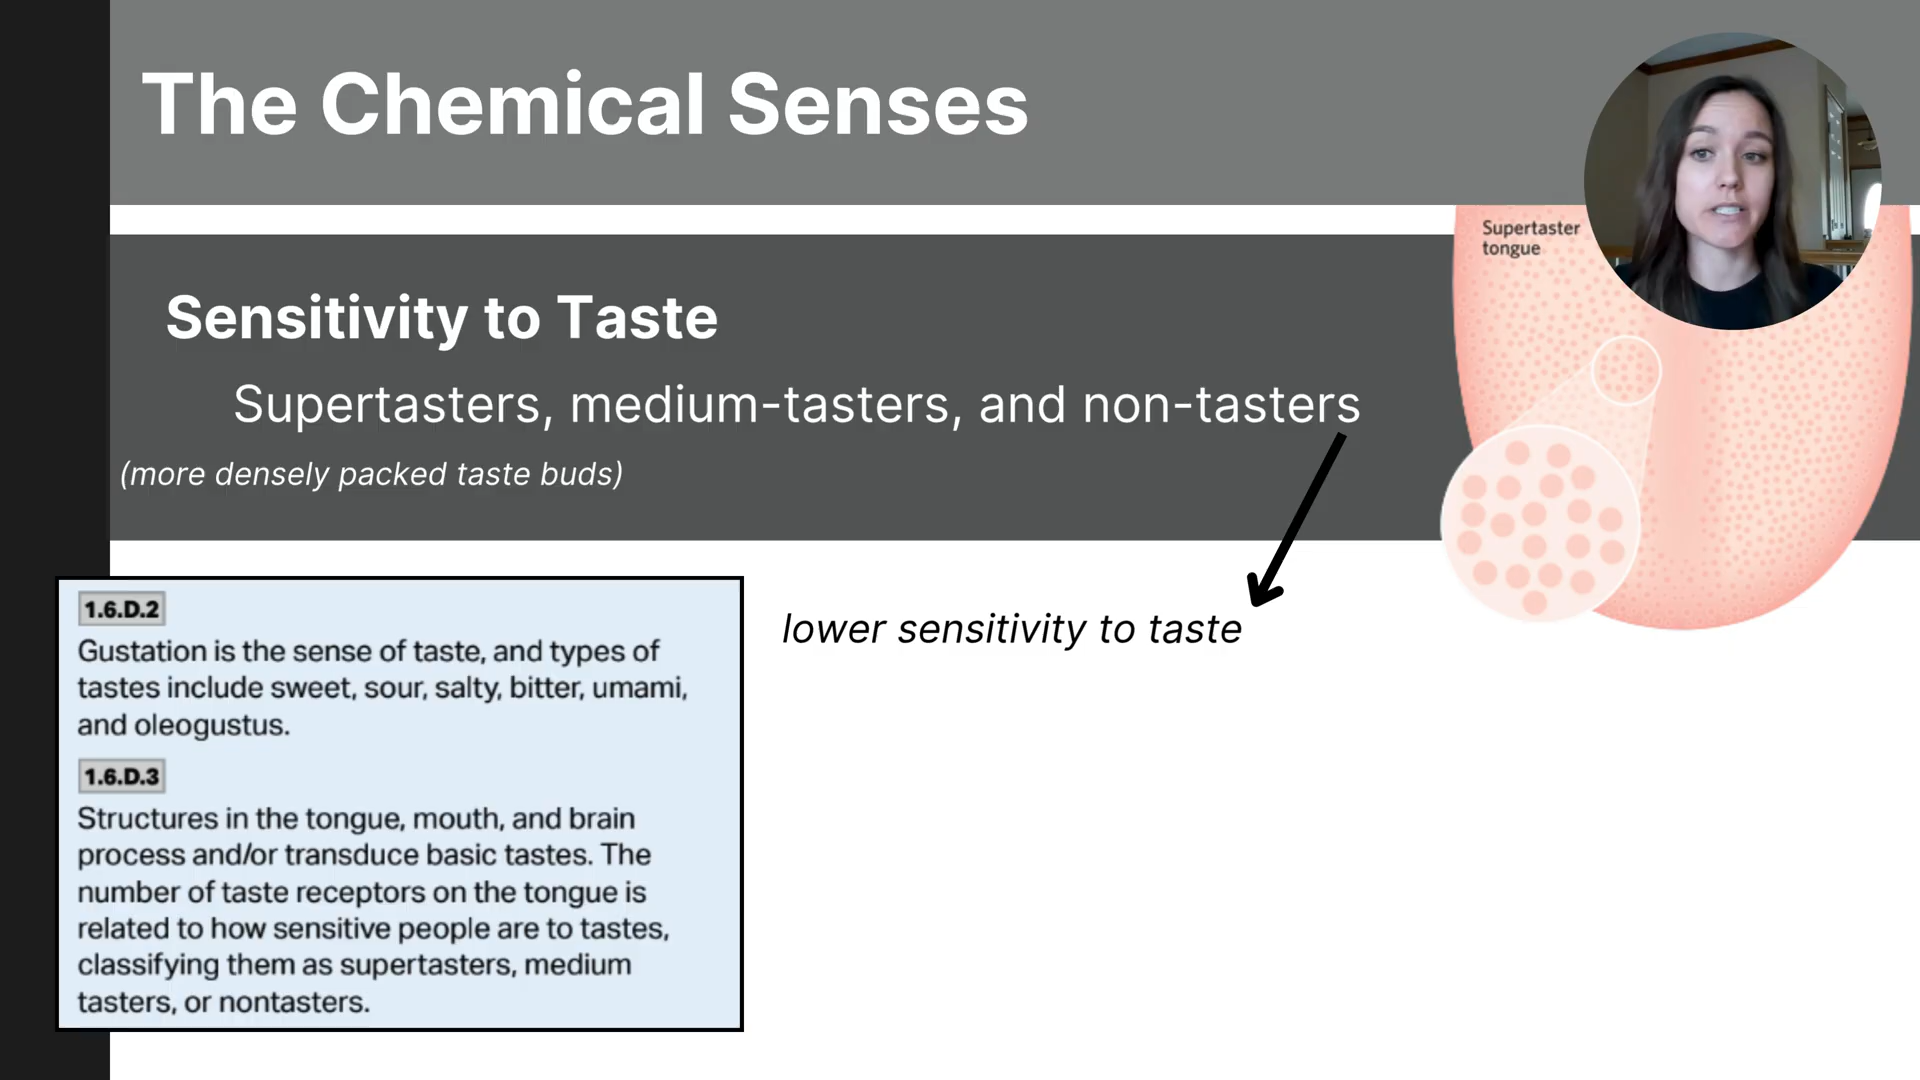 The Chemical Senses
Supertaster
tongue
Sensitivity to Taste
Supertasters, medium-tasters, and non-tasters
(more densely packed taste buds)
lower sensitivity to taste
1.6.D.2
Gustation is the sense of taste, and types of
tastes include sweet, sour, salty, bitter, umami,
and oleogustus.
1.6.D.3
Structures in the tongue, mouth, and brain
process and/or transduce basic tastes. The
number of taste receptors on the tongue is
related to how sensitive people are to tastes,
classifying them as supertasters, medium
tasters, or nontasters.